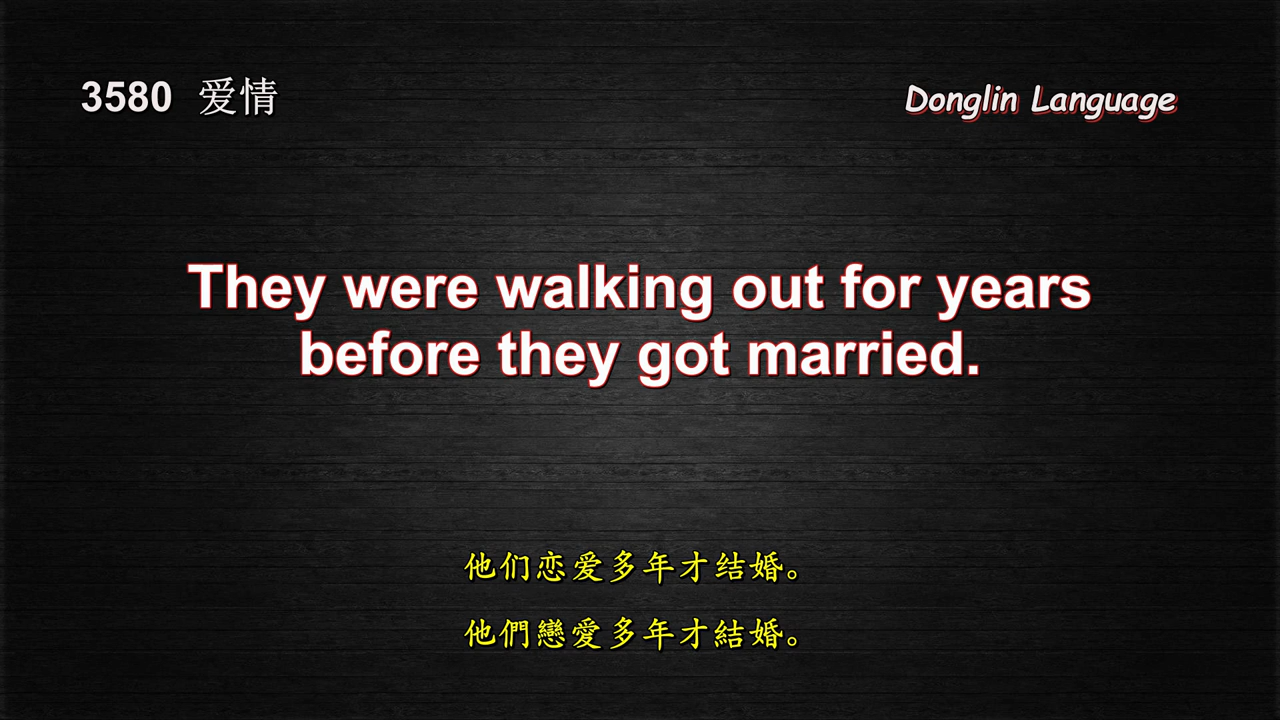 3580 爱情
Donglin Language
They were walking out for years
before they got married.
他们恋爱多年才结婚。
他們戀愛多年才結婚。